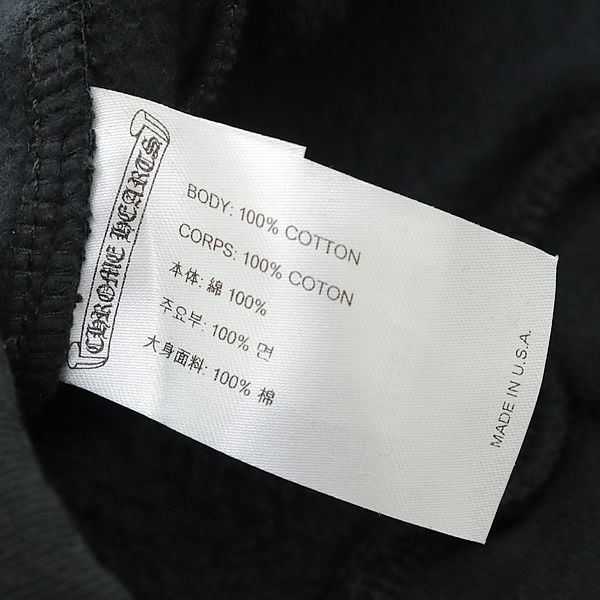 CHROME HEARTS
BODY: 100% COTTON
CORPS: 100% COTON
本体: 綿 100%
주요부: 100% 면
大身面料: 100% 棉
MADE IN U.S.A.